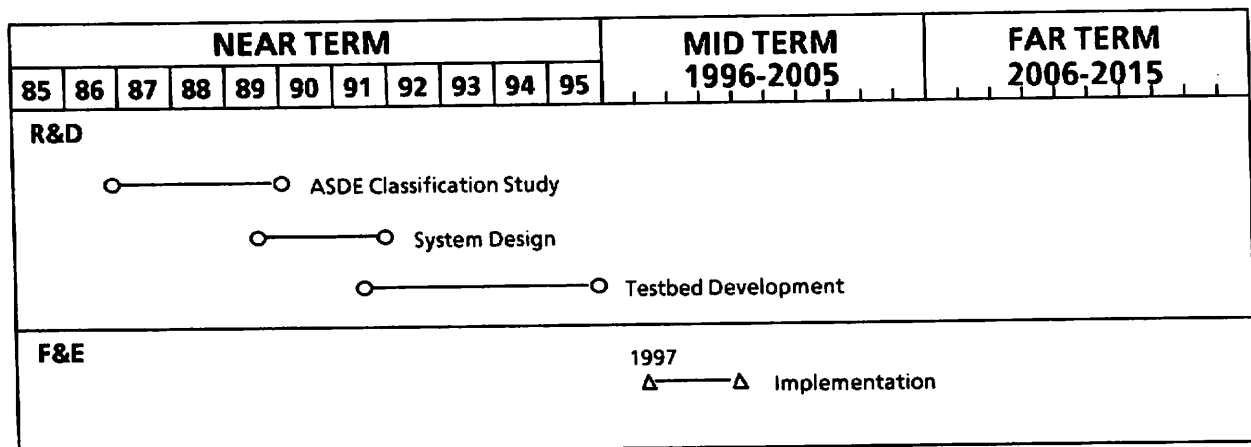 NEAR TERM
MID TERM
1996-2005
FAR TERM
2006-2015
85 86 87 88 89 90 91 92 93 94 95
R&D
ASDE Classification Study
System Design
Testbed Development
F&E
1997
Implementation